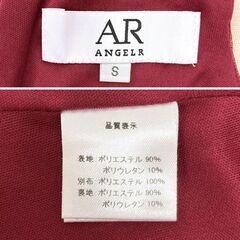 AR
ANGEL R
S
品質表示
表地 ポリエステル 90%
ポリウレタン 10%
別布 ポリエステル 100%
裏地 ポリエステル 90%
ポリウレタン 10%